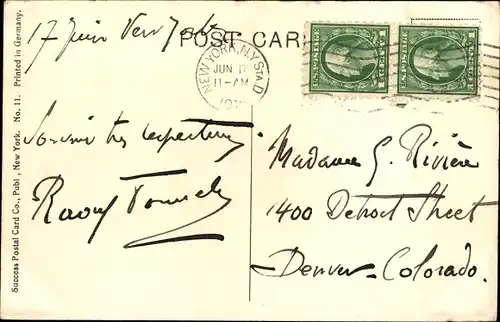 17 Juin New York
POST CARD
NEW YORK, N.Y. STA. D
JUN 17
11-AM
Souvenir très
Raoul
Madame G. Rivière
1400 Detroit Street
Denver-Colorado.
Success Postal Card Co., Publ., New York. No. 11. Printed in Germany.